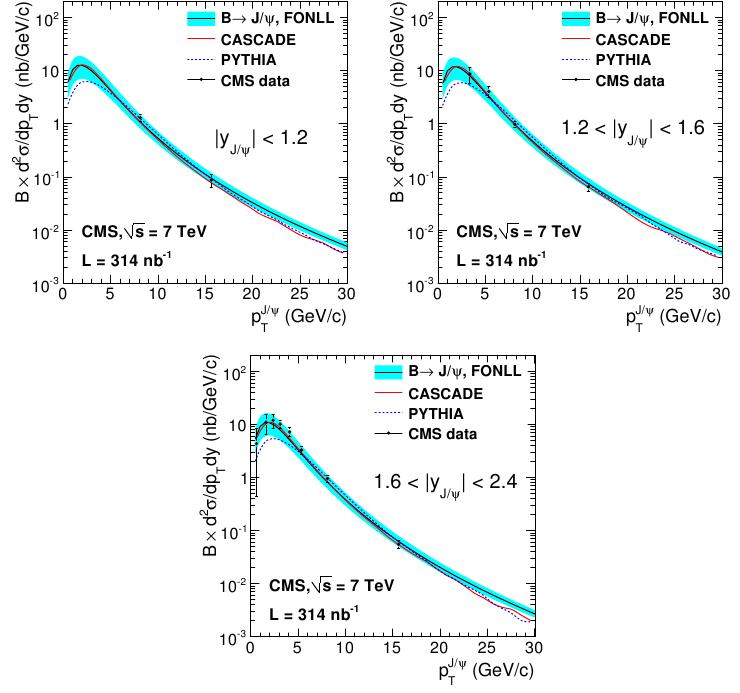 B × d²σ/dp_T dy (nb/GeV/c)
10²
10
1
10⁻¹
10⁻²
10⁻³
B→ J/ψ, FONLL
CASCADE
PYTHIA
CMS data
|y_J/ψ| < 1.2
CMS, √s = 7 TeV
L = 314 nb⁻¹
0 5 10 15 20 25 30
p_T^J/ψ (GeV/c)
B × d²σ/dp_T dy (nb/GeV/c)
10²
10
1
10⁻¹
10⁻²
10⁻³
B→ J/ψ, FONLL
CASCADE
PYTHIA
CMS data
1.2 < |y_J/ψ| < 1.6
CMS, √s = 7 TeV
L = 314 nb⁻¹
0 5 10 15 20 25 30
p_T^J/ψ (GeV/c)
B × d²σ/dp_T dy (nb/GeV/c)
10²
10
1
10⁻¹
10⁻²
10⁻³
B→ J/ψ, FONLL
CASCADE
PYTHIA
CMS data
1.6 < |y_J/ψ| < 2.4
CMS, √s = 7 TeV
L = 314 nb⁻¹
0 5 10 15 20 25 30
p_T^J/ψ (GeV/c)